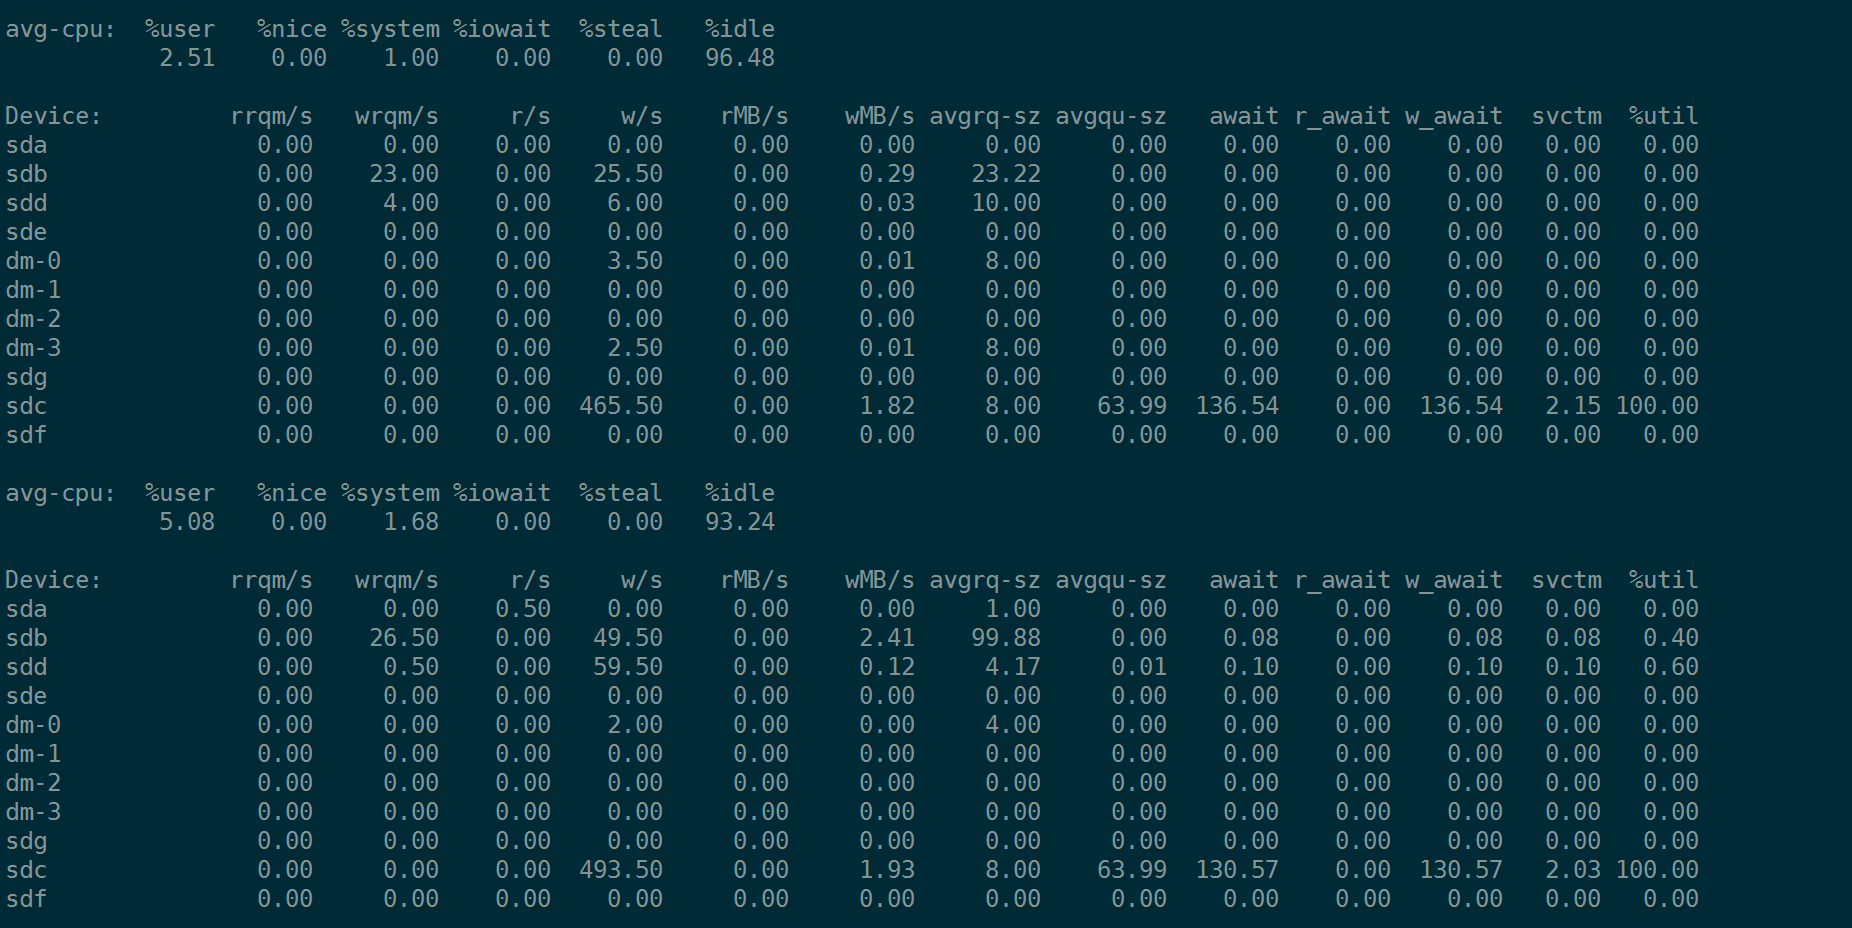 avg-cpu:  %user   %nice %system %iowait  %steal   %idle
           2.51    0.00    1.00    0.00    0.00   96.48
Device:         rrqm/s   wrqm/s     r/s     w/s    rMB/s    wMB/s avgrq-sz avgqu-sz   await r_await w_await  svctm  %util
sda               0.00     0.00    0.00    0.00     0.00     0.00     0.00     0.00    0.00    0.00    0.00   0.00   0.00
sdb               0.00    23.00    0.00   25.50     0.00     0.29    23.22     0.00    0.00    0.00    0.00   0.00   0.00
sdd               0.00     4.00    0.00    6.00     0.00     0.03    10.00     0.00    0.00    0.00    0.00   0.00   0.00
sde               0.00     0.00    0.00    0.00     0.00     0.00     0.00     0.00    0.00    0.00    0.00   0.00   0.00
dm-0              0.00     0.00    0.00    3.50     0.00     0.01     8.00     0.00    0.00    0.00    0.00   0.00   0.00
dm-1              0.00     0.00    0.00    0.00     0.00     0.00     0.00     0.00    0.00    0.00    0.00   0.00   0.00
dm-2              0.00     0.00    0.00    0.00     0.00     0.00     0.00     0.00    0.00    0.00    0.00   0.00   0.00
dm-3              0.00     0.00    0.00    2.50     0.00     0.01     8.00     0.00    0.00    0.00    0.00   0.00   0.00
sdg               0.00     0.00    0.00    0.00     0.00     0.00     0.00     0.00    0.00    0.00    0.00   0.00   0.00
sdc               0.00     0.00    0.00  465.50     0.00     1.82     8.00    63.99  136.54    0.00  136.54   2.15 100.00
sdf               0.00     0.00    0.00    0.00     0.00     0.00     0.00     0.00    0.00    0.00    0.00   0.00   0.00
avg-cpu:  %user   %nice %system %iowait  %steal   %idle
           5.08    0.00    1.68    0.00    0.00   93.24
Device:         rrqm/s   wrqm/s     r/s     w/s    rMB/s    wMB/s avgrq-sz avgqu-sz   await r_await w_await  svctm  %util
sda               0.00     0.00    0.50    0.00     0.00     0.00     1.00     0.00    0.00    0.00    0.00   0.00   0.00
sdb               0.00    26.50    0.00   49.50     0.00     2.41    99.88     0.00    0.08    0.00    0.08   0.08   0.40
sdd               0.00     0.50    0.00   59.50     0.00     0.12     4.17     0.01    0.10    0.00    0.10   0.10   0.60
sde               0.00     0.00    0.00    0.00     0.00     0.00     0.00     0.00    0.00    0.00    0.00   0.00   0.00
dm-0              0.00     0.00    0.00    2.00     0.00     0.00     4.00     0.00    0.00    0.00    0.00   0.00   0.00
dm-1              0.00     0.00    0.00    0.00     0.00     0.00     0.00     0.00    0.00    0.00    0.00   0.00   0.00
dm-2              0.00     0.00    0.00    0.00     0.00     0.00     0.00     0.00    0.00    0.00    0.00   0.00   0.00
dm-3              0.00     0.00    0.00    0.00     0.00     0.00     0.00     0.00    0.00    0.00    0.00   0.00   0.00
sdg               0.00     0.00    0.00    0.00     0.00     0.00     0.00     0.00    0.00    0.00    0.00   0.00   0.00
sdc               0.00     0.00    0.00  493.50     0.00     1.93     8.00    63.99  130.57    0.00  130.57   2.03 100.00
sdf               0.00     0.00    0.00    0.00     0.00     0.00     0.00     0.00    0.00    0.00    0.00   0.00   0.00